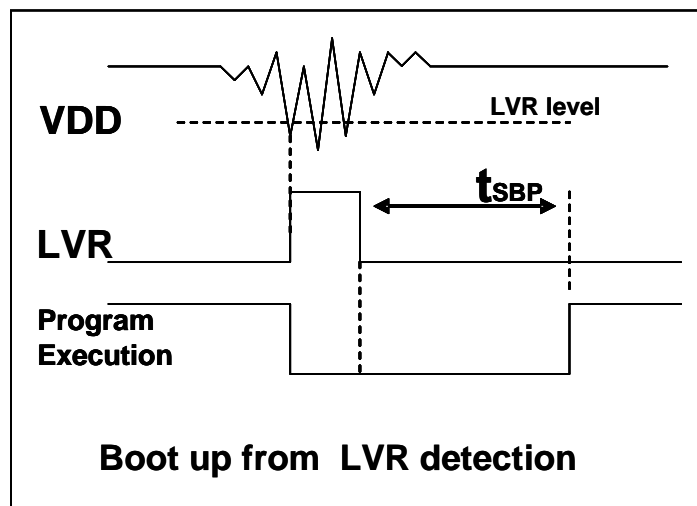 LVR level
VDD
tSBP
LVR
Program
Execution
Boot up from LVR detection